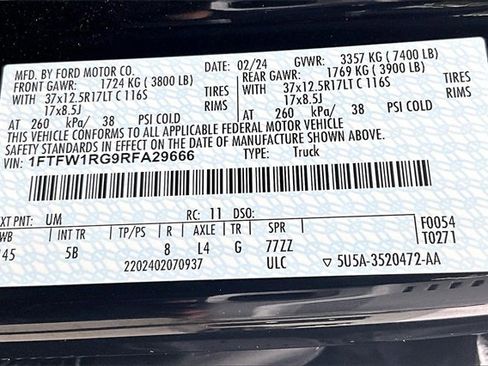 MFD. BY FORD MOTOR CO. DATE: 02/24 GVWR: 3357 KG ( 7400 LB)
FRONT GAWR: 1724 KG ( 3800 LB) REAR GAWR: 1769 KG ( 3900 LB)
WITH 37x12.5R17LT C 116S TIRES WITH 37x12.5R17LT C 116S TIRES
17x8.5J RIMS 17x8.5J RIMS
AT 260 kPa/ 38 PSI COLD AT 260 kPa/ 38 PSI COLD
THIS VEHICLE CONFORMS TO ALL APPLICABLE FEDERAL MOTOR VEHICLE
SAFETY STANDARDS IN EFFECT ON THE DATE OF MANUFACTURE SHOWN ABOVE.
VIN: 1FTFW1RG9RFA29666 TYPE: Truck
XT PNT: UM RC: 11 DSO:
WB INT TR TP/PS R AX TR SPR F0054
145 5B 8 L4 G 77ZZ T0271
2202402070937 ULC ▽ 5U5A-3520472-AA